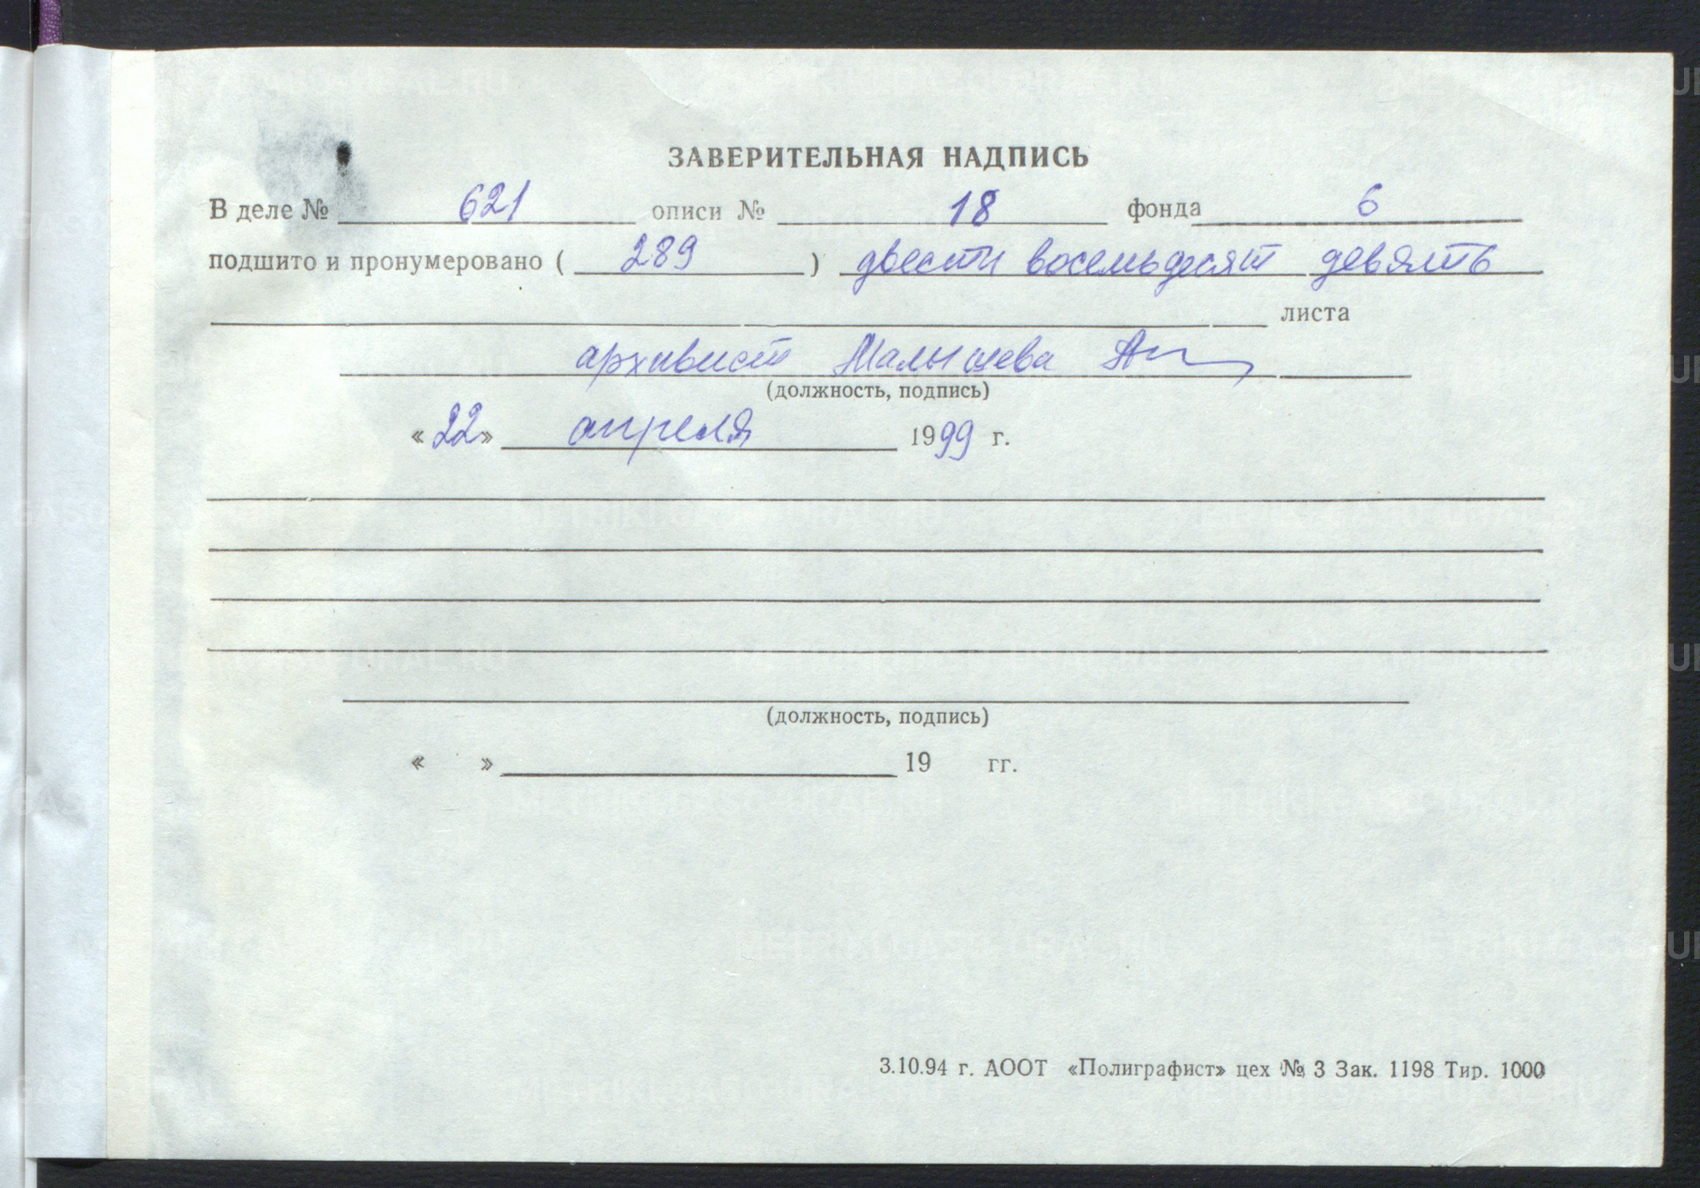 ЗАВЕРИТЕЛЬНАЯ НАДПИСЬ
В деле № 621 описи № 18 фонда 6
подшито и пронумеровано ( 289 ) двести восемьдесят девять
листа
архивист Малышева
(должность, подпись)
« 22 » апреля 1999 г.
(должность, подпись)
« » 19 гг.
3.10.94 г. АООТ «Полиграфист» цех № 3 Зак. 1198 Тир. 1000